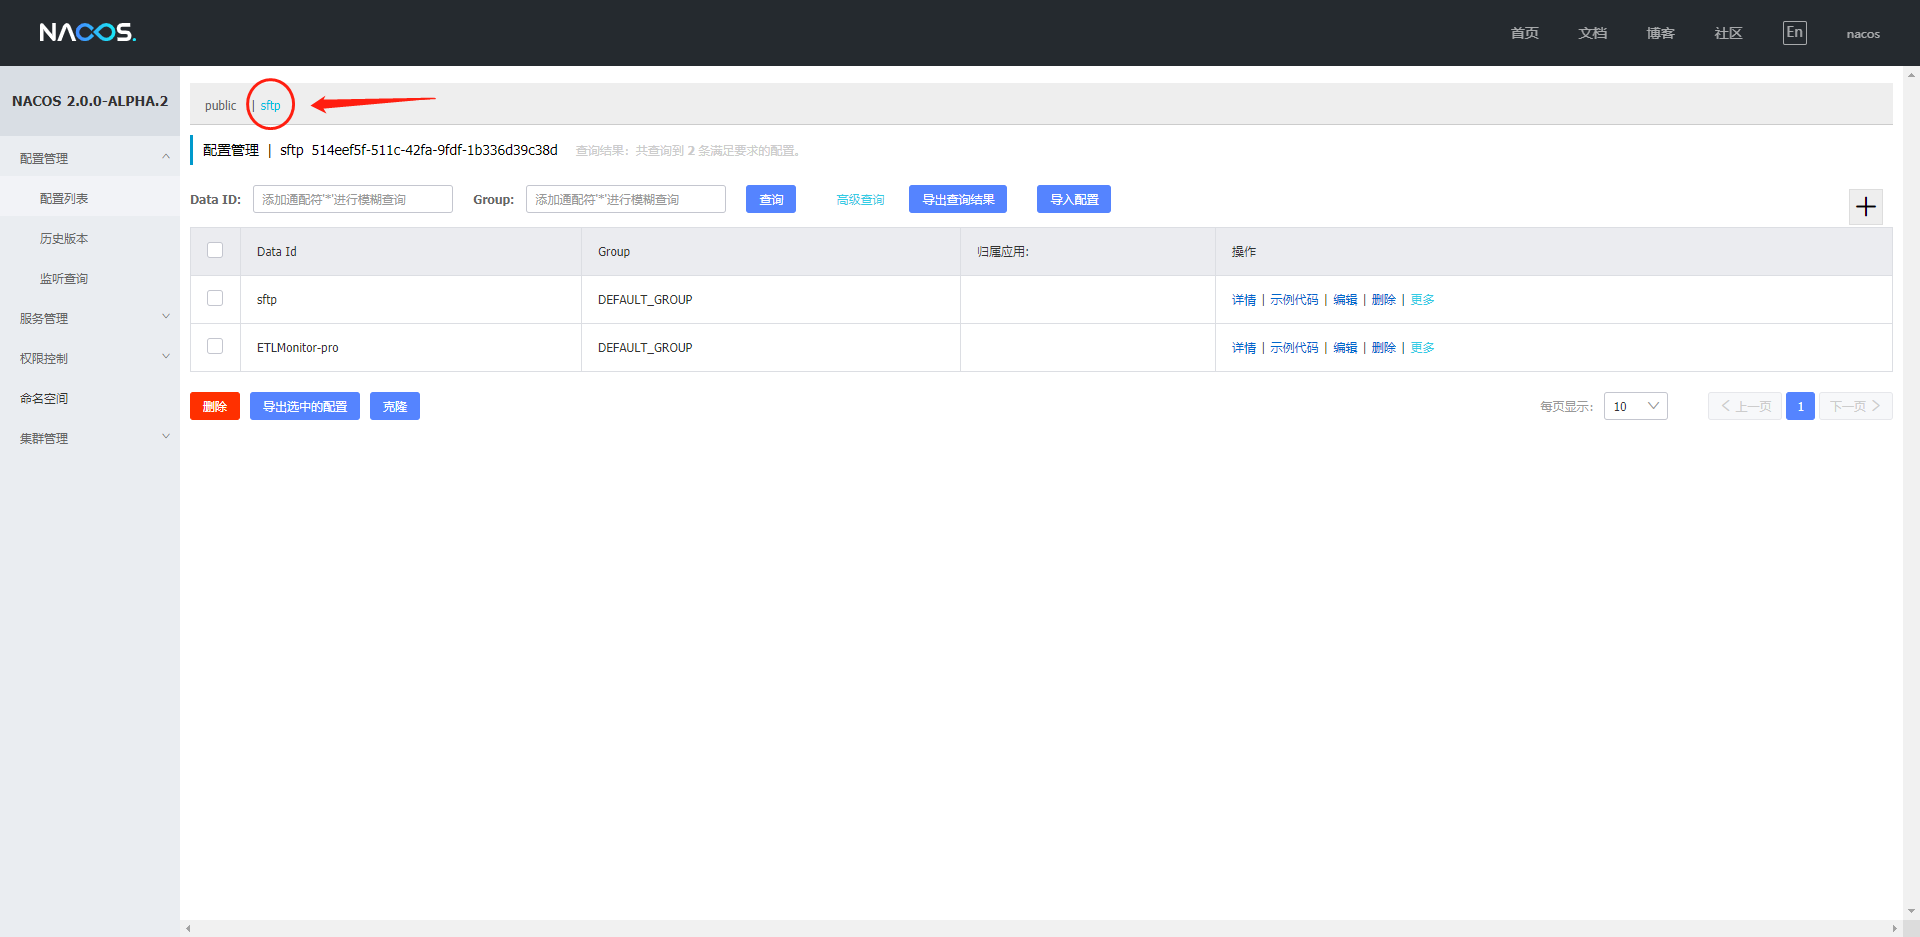 NACOS.
首页 文档 博客 社区 En nacos
NACOS 2.0.0-ALPHA.2
配置管理
配置列表
历史版本
监听查询
服务管理
权限控制
命名空间
集群管理
public | sftp
配置管理 | sftp 514eef5f-511c-42fa-9fdf-1b336d39c38d 查询结果：共查询到 2 条满足要求的配置。
Data ID: 添加通配符'*'进行模糊查询 Group: 添加通配符'*'进行模糊查询 查询 高级查询 导出查询结果 导入配置 +
Data Id Group 归属应用: 操作
sftp DEFAULT_GROUP 详情 | 示例代码 | 编辑 | 删除 | 更多
ETLMonitor-pro DEFAULT_GROUP 详情 | 示例代码 | 编辑 | 删除 | 更多
删除 导出选中的配置 克隆 每页显示: 10 上一页 1 下一页